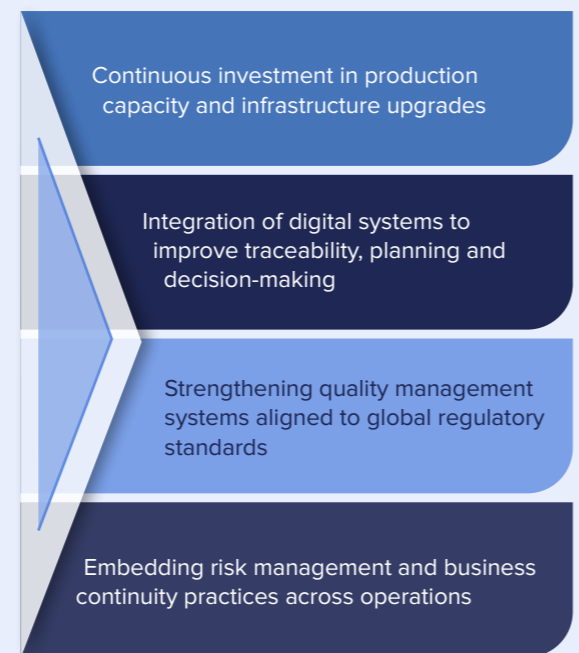 Continuous investment in production
capacity and infrastructure upgrades
Integration of digital systems to
improve traceability, planning and
decision-making
Strengthening quality management
systems aligned to global regulatory
standards
Embedding risk management and business
continuity practices across operations